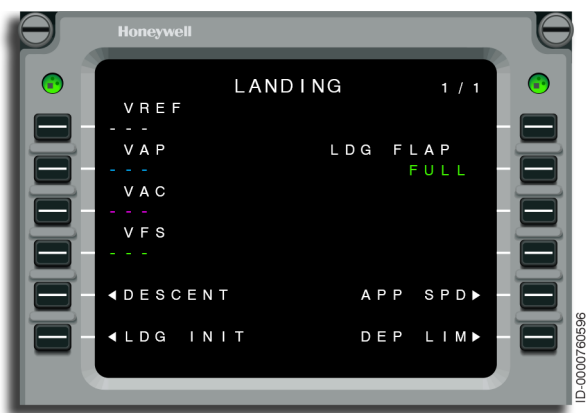 Honeywell
LANDING 1 / 1
VREF
- - -
VAP LDG FLAP
- - - FULL
VAC
- - -
VFS
- - -
◀DESCENT APP SPD▶
◀LDG INIT DEP LIM▶
ID-0000760596